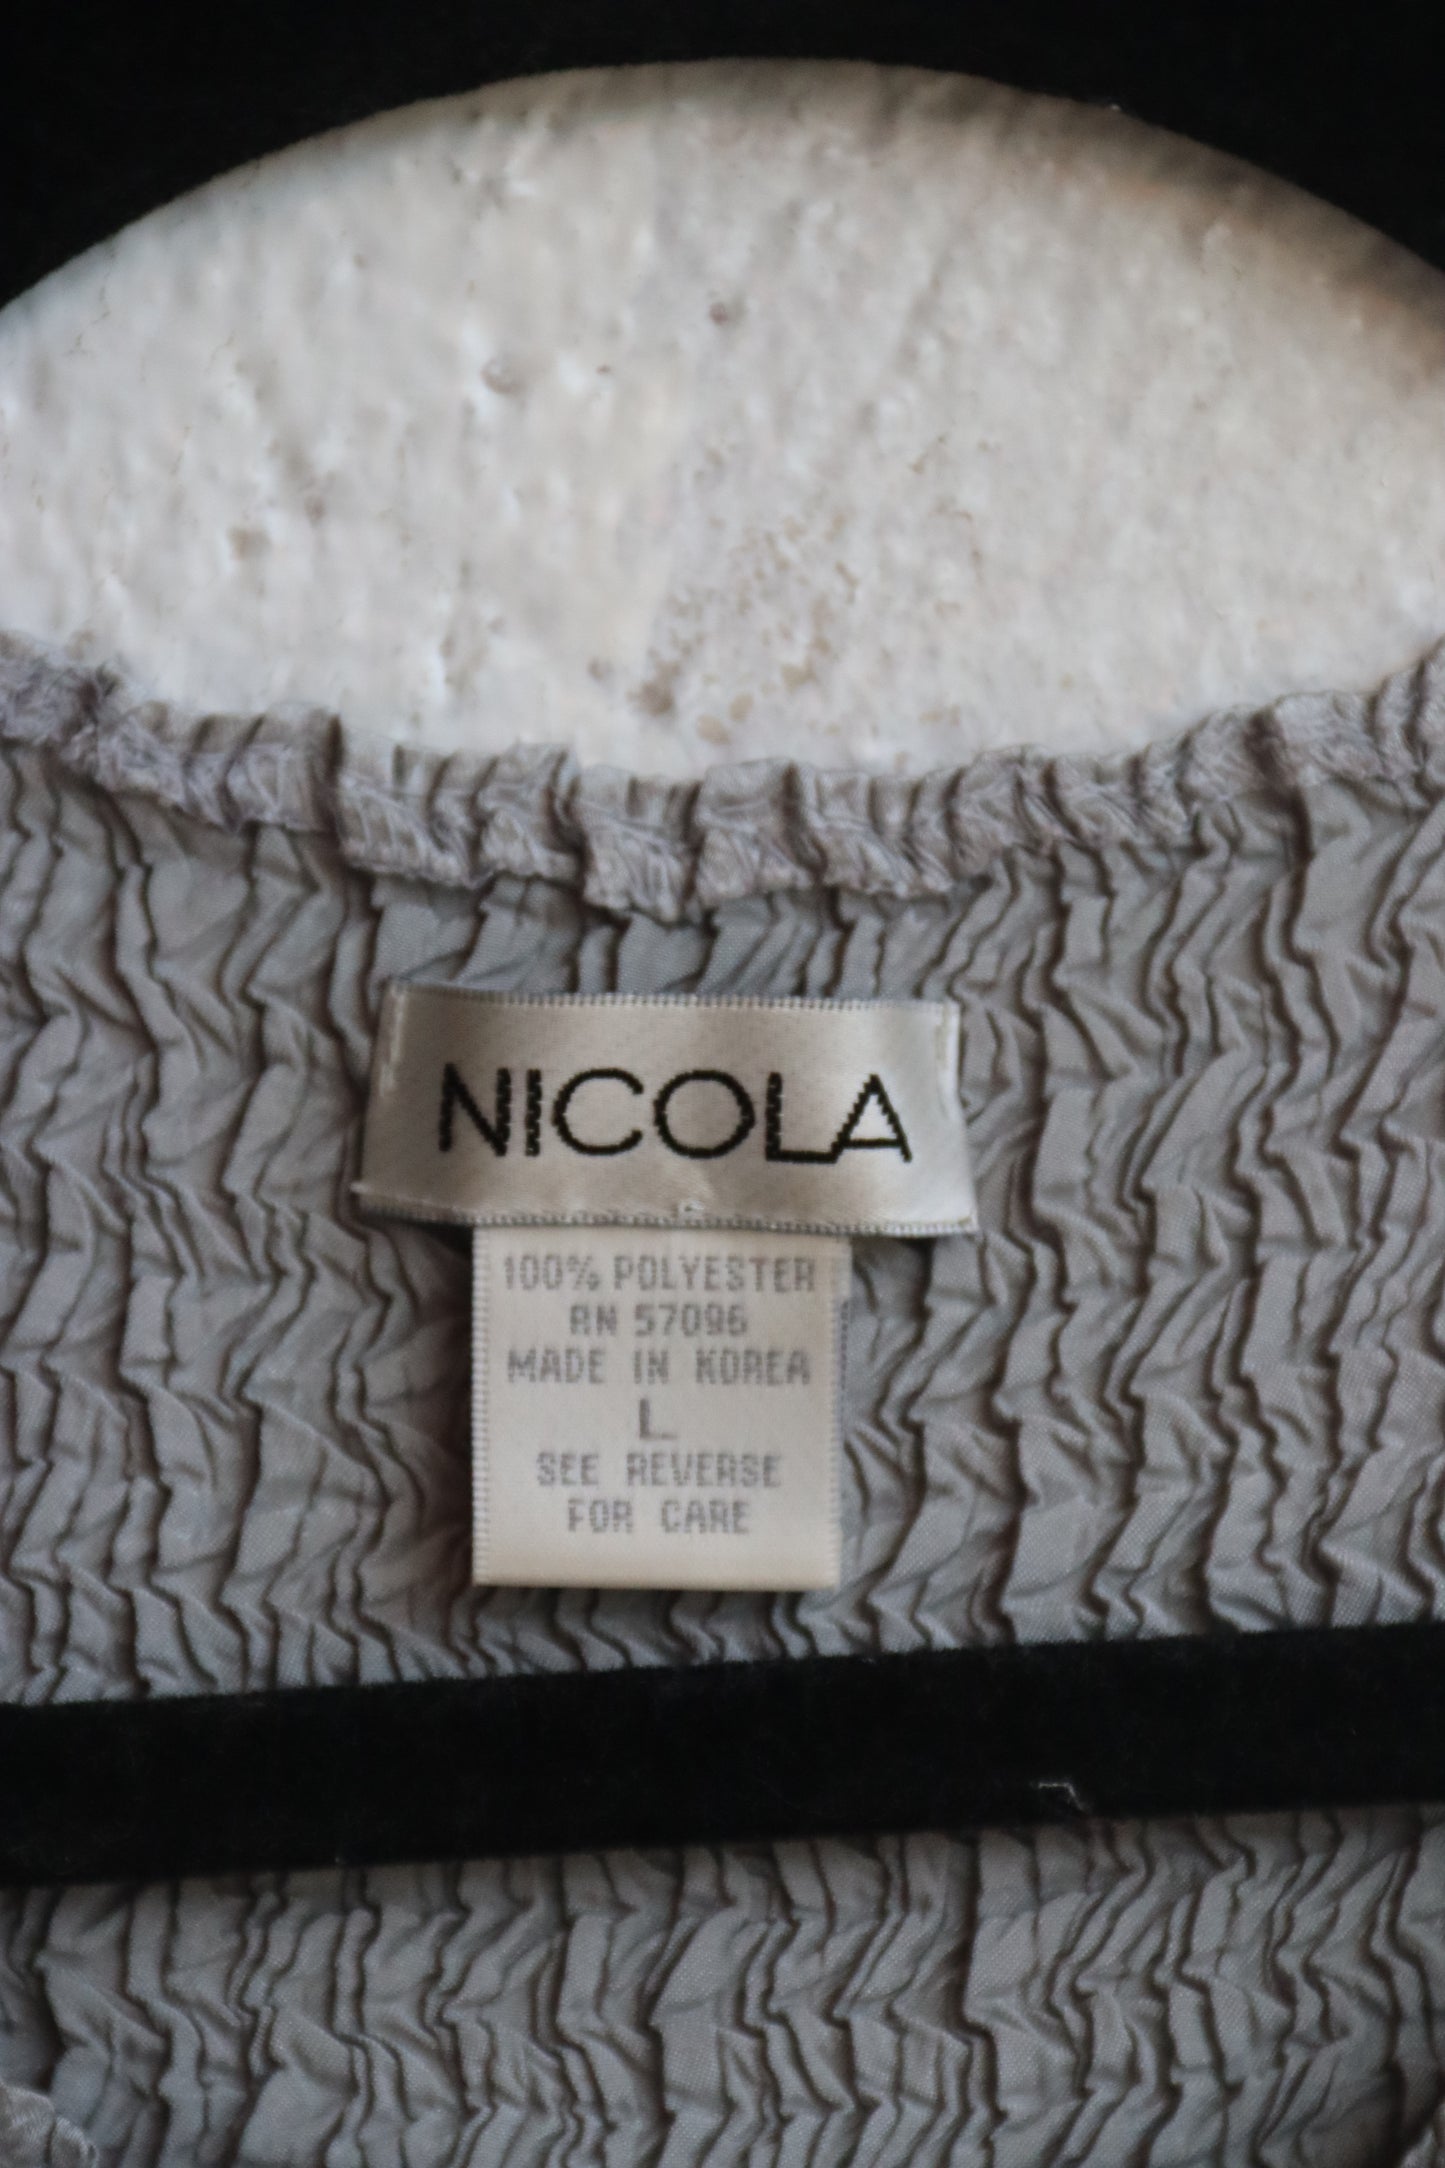 NICOLA
100% POLYESTER
RN 57096
MADE IN KOREA
L
SEE REVERSE
FOR CARE